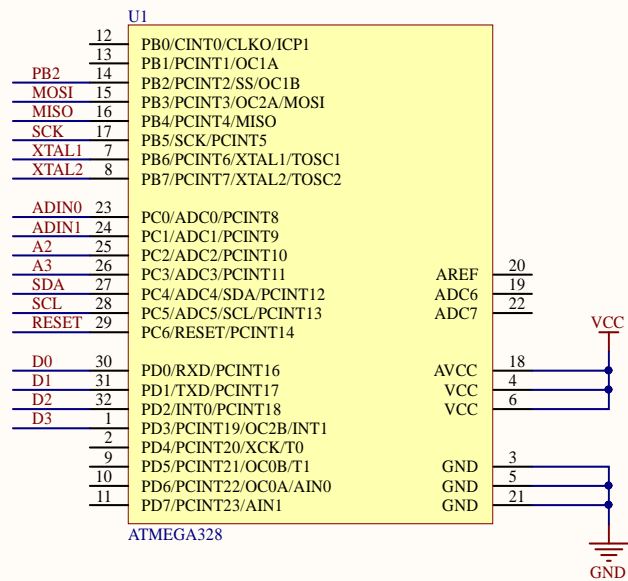 U1
12 PB0/CINT0/CLKO/ICP1
13 PB1/PCINT1/OC1A
PB2 14 PB2/PCINT2/SS/OC1B
MOSI 15 PB3/PCINT3/OC2A/MOSI
MISO 16 PB4/PCINT4/MISO
SCK 17 PB5/SCK/PCINT5
XTAL1 7 PB6/PCINT6/XTAL1/TOSC1
XTAL2 8 PB7/PCINT7/XTAL2/TOSC2
ADIN0 23 PC0/ADC0/PCINT8
ADIN1 24 PC1/ADC1/PCINT9
A2 25 PC2/ADC2/PCINT10
A3 26 PC3/ADC3/PCINT11 AREF 20
SDA 27 PC4/ADC4/SDA/PCINT12 ADC6 19
SCL 28 PC5/ADC5/SCL/PCINT13 ADC7 22
RESET 29 PC6/RESET/PCINT14 VCC
D0 30 PD0/RXD/PCINT16 AVCC 18
D1 31 PD1/TXD/PCINT17 VCC 4
D2 32 PD2/INT0/PCINT18 VCC 6
D3 1 PD3/PCINT19/OC2B/INT1
2 PD4/PCINT20/XCK/T0
9 PD5/PCINT21/OC0B/T1 GND 3
10 PD6/PCINT22/OC0A/AIN0 GND 5
11 PD7/PCINT23/AIN1 GND 21
ATMEGA328
GND